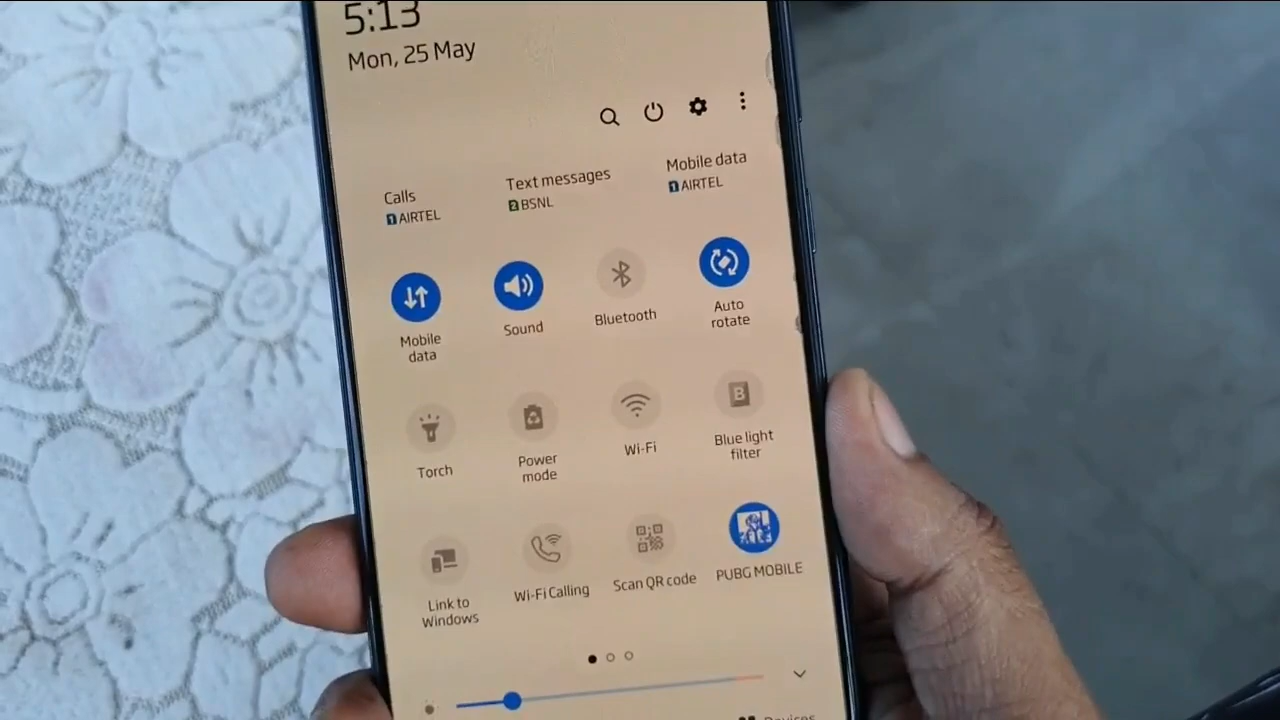 5:13
Mon, 25 May
Calls
1 AIRTEL
Text messages
2 BSNL
Mobile data
1 AIRTEL
Mobile
data
Sound
Bluetooth
Auto
rotate
Torch
Power
mode
Wi-Fi
B
Blue light
filter
Link to
Windows
Wi-Fi Calling
Scan QR code
PUBG MOBILE
Devices